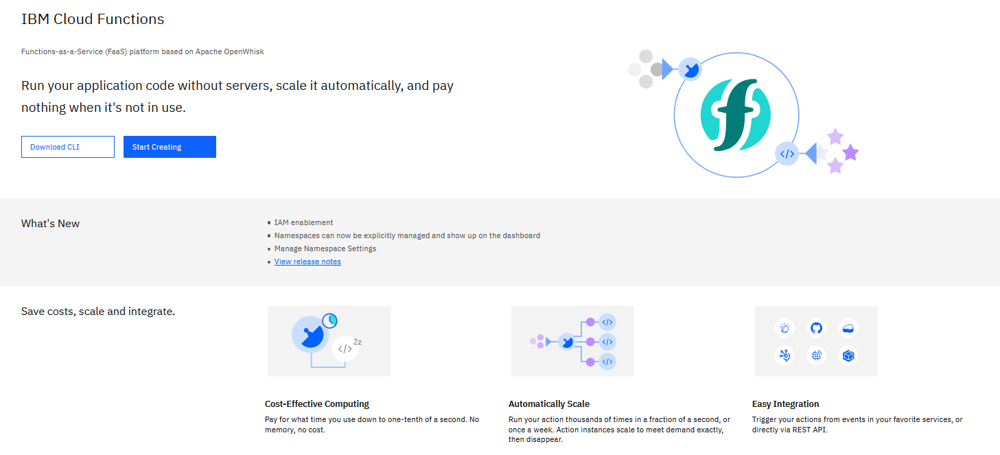 IBM Cloud Functions
Functions-as-a-Service (FaaS) platform based on Apache OpenWhisk
Run your application code without servers, scale it automatically, and pay
nothing when it's not in use.
Download CLI
Start Creating
</>
What's New
• IAM enablement
• Namespaces can now be explicitly managed and show up on the dashboard
• Manage Namespace Settings
• View release notes
Save costs, scale and integrate.
Zz
</>
</>
</>
</>
Cost-Effective Computing
Pay for what time you use down to one-tenth of a second. No
memory, no cost.
Automatically Scale
Run your action thousands of times in a fraction of a second, or
once a week. Action instances scale to meet demand exactly,
then disappear.
Easy Integration
Trigger your actions from events in your favorite services, or
directly via REST API.